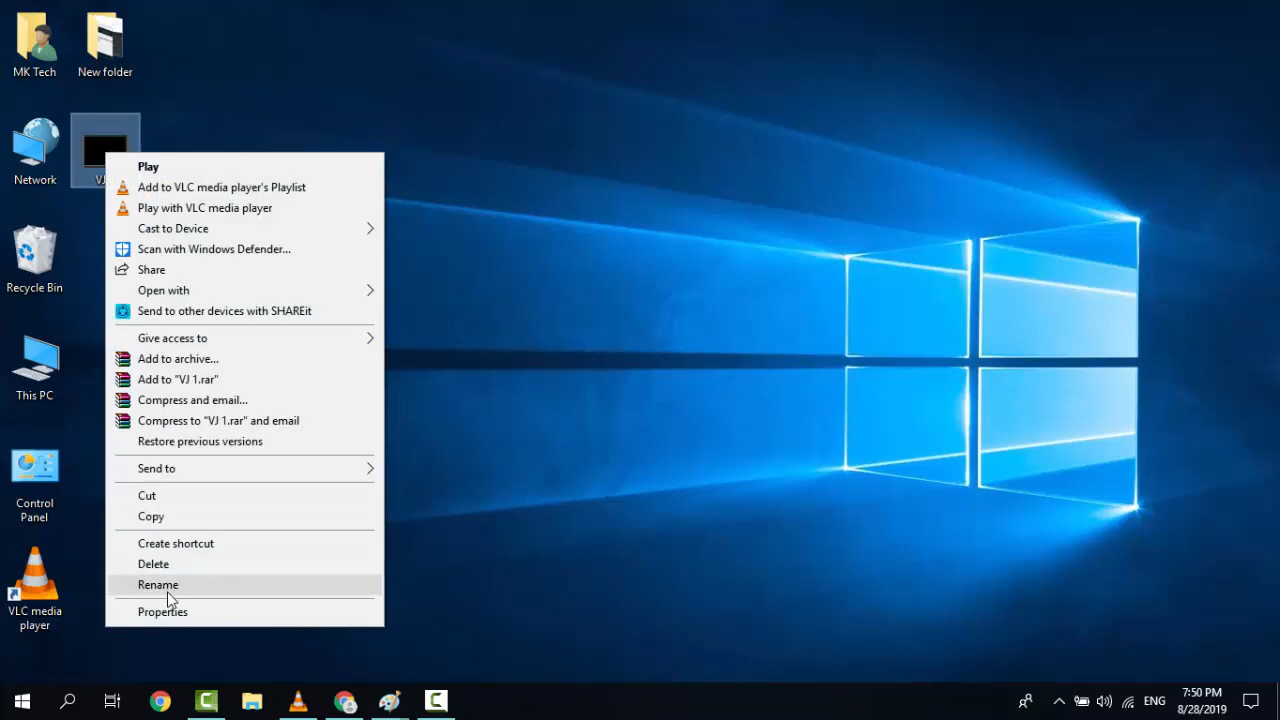 MK Tech
New folder
Network
VJ
Recycle Bin
This PC
Control
Panel
VLC media
player
Play
Add to VLC media player's Playlist
Play with VLC media player
Cast to Device
Scan with Windows Defender...
Share
Open with
Send to other devices with SHAREit
Give access to
Add to archive...
Add to "VJ 1.rar"
Compress and email...
Compress to "VJ 1.rar" and email
Restore previous versions
Send to
Cut
Copy
Create shortcut
Delete
Rename
Properties
ENG
7:50 PM
8/28/2019